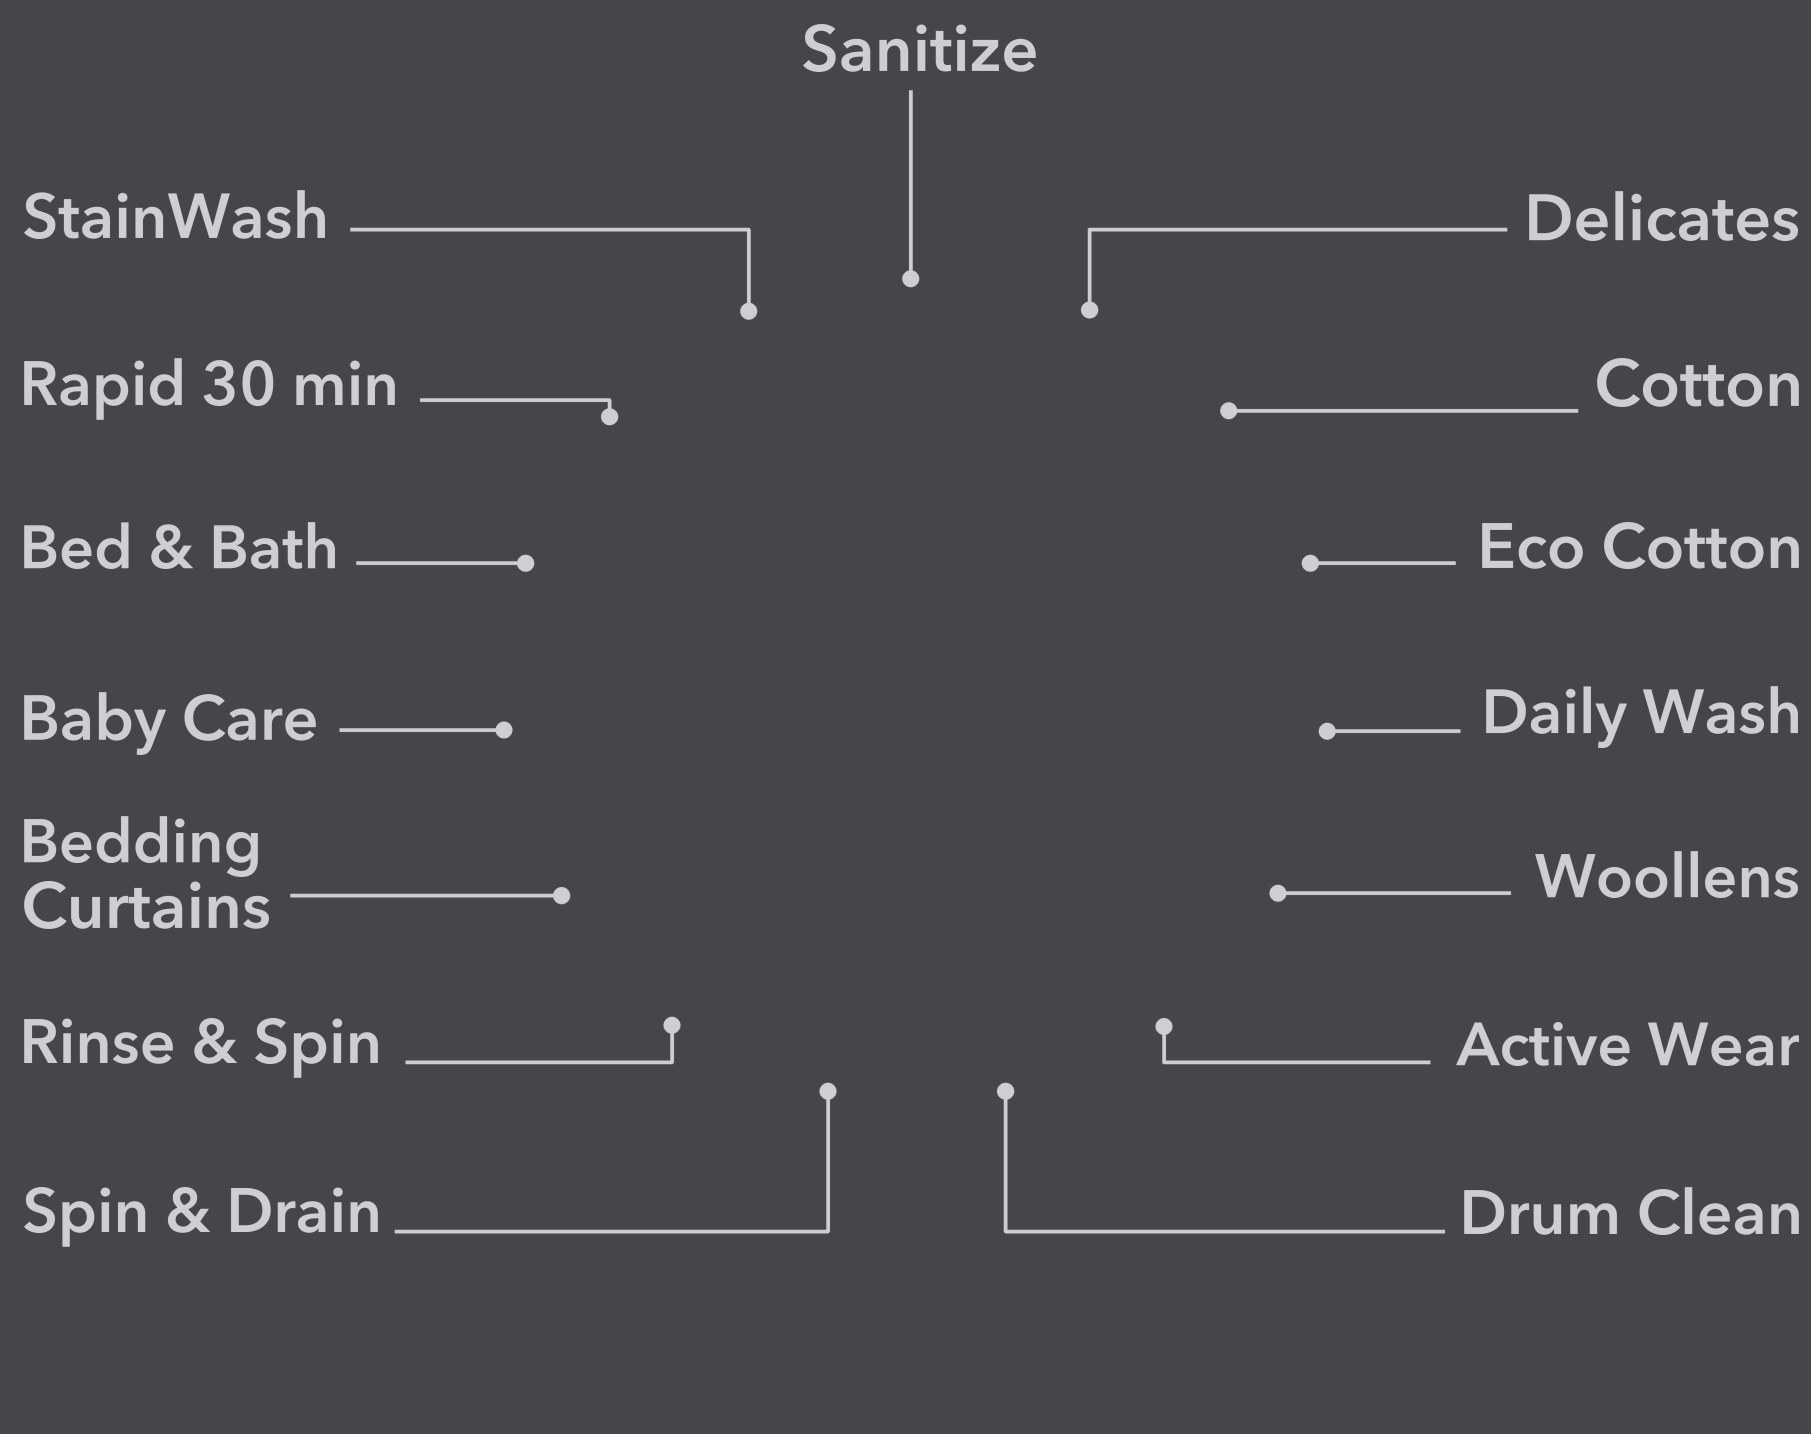 Sanitize
StainWash
Delicates
Rapid 30 min
Cotton
Bed & Bath
Eco Cotton
Baby Care
Daily Wash
Bedding
Curtains
Woollens
Rinse & Spin
Active Wear
Spin & Drain
Drum Clean